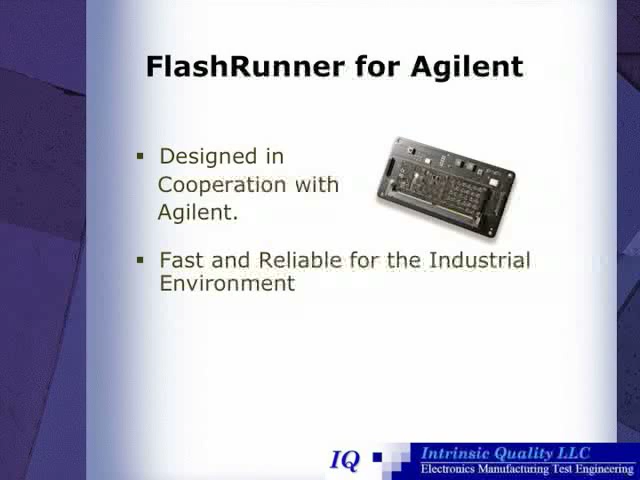 FlashRunner for Agilent
▪ Designed in
Cooperation with
Agilent.
▪ Fast and Reliable for the Industrial
Environment
IQ
Intrinsic Quality LLC
Electronics Manufacturing Test Engineering